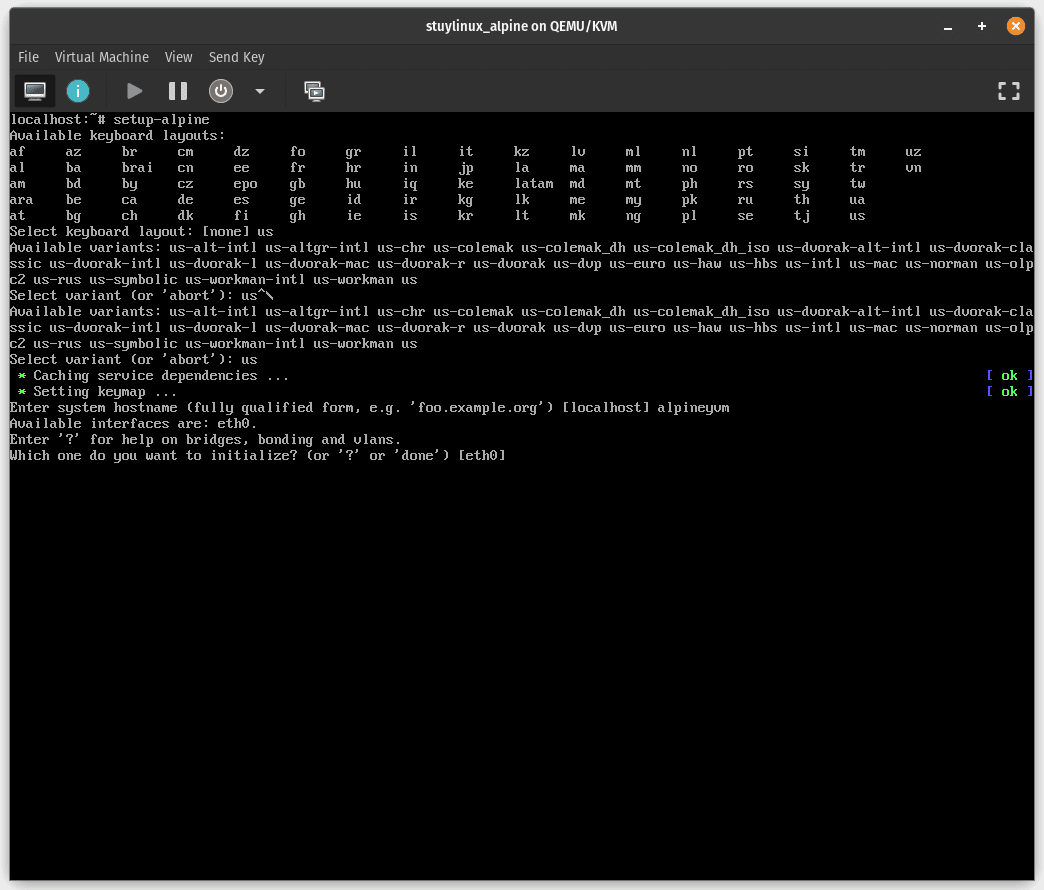 stuylinux_alpine on QEMU/KVM
File Virtual Machine View Send Key
localhost:~# setup-alpine
Available keyboard layouts:
af az br cm dz fo gr il it kz lv ml nl pt si tm uz
al ba brai cn ee fr hr in jp la ma mm no ro sk tr vn
am bd by cz epo gb hu iq ke latam md mt ph rs sy tw
ara be ca de es ge id ir kg lk me my pk ru th ua
at bg ch dk fi gh ie is kr lt mk ng pl se tj us
Select keyboard layout: [none] us
Available variants: us-alt-intl us-altgr-intl us-chr us-colemak us-colemak_dh us-colemak_dh_iso us-dvorak-alt-intl us-dvorak-cla
ssic us-dvorak-intl us-dvorak-l us-dvorak-mac us-dvorak-r us-dvorak us-dvp us-euro us-haw us-hbs us-intl us-mac us-norman us-olp
c2 us-rus us-symbolic us-workman-intl us-workman us
Select variant (or 'abort'): us^\
Available variants: us-alt-intl us-altgr-intl us-chr us-colemak us-colemak_dh us-colemak_dh_iso us-dvorak-alt-intl us-dvorak-cla
ssic us-dvorak-intl us-dvorak-l us-dvorak-mac us-dvorak-r us-dvorak us-dvp us-euro us-haw us-hbs us-intl us-mac us-norman us-olp
c2 us-rus us-symbolic us-workman-intl us-workman us
Select variant (or 'abort'): us
* Caching service dependencies ... [ ok ]
* Setting keymap ... [ ok ]
Enter system hostname (fully qualified form, e.g. 'foo.example.org') [localhost] alpineyvm
Available interfaces are: eth0.
Enter '?' for help on bridges, bonding and vlans.
Which one do you want to initialize? (or '?' or 'done') [eth0]